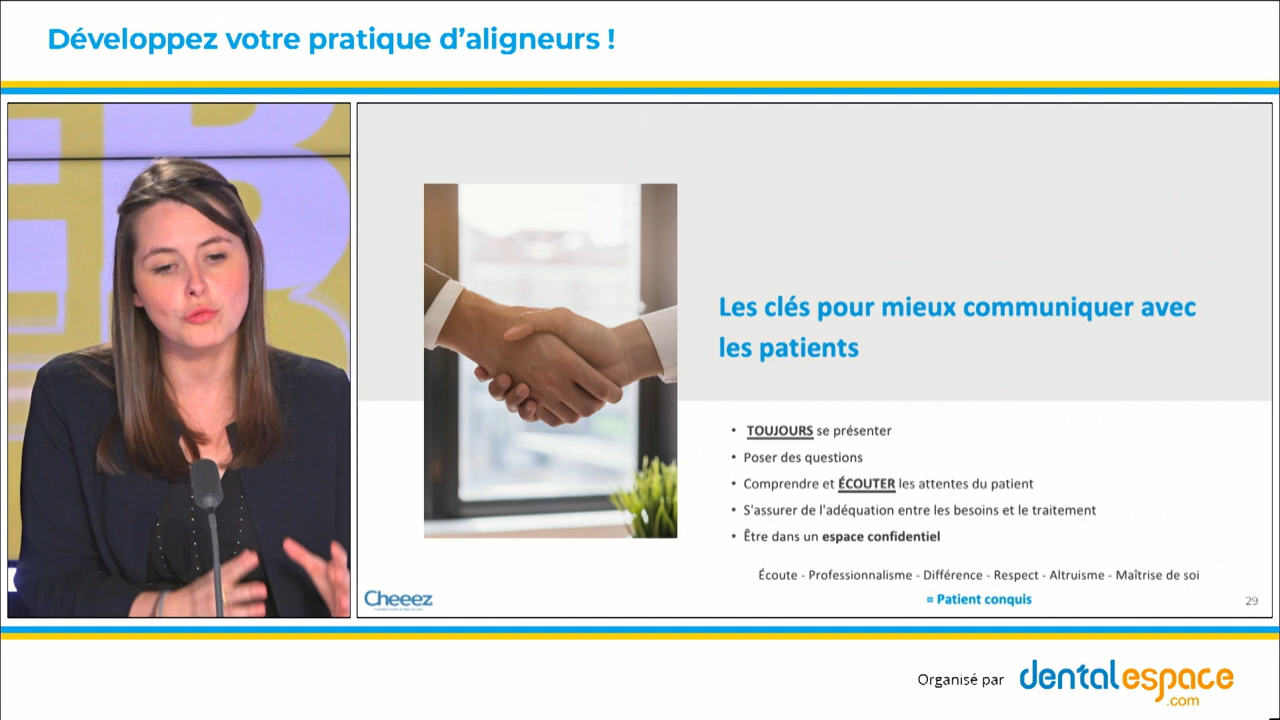 Développez votre pratique d’aligneurs !
Les clés pour mieux communiquer avec
les patients
• TOUJOURS se présenter
• Poser des questions
• Comprendre et ÉCOUTER les attentes du patient
• S'assurer de l'adéquation entre les besoins et le traitement
• Être dans un espace confidentiel
Écoute - Professionnalisme - Différence - Respect - Altruisme - Maîtrise de soi
= Patient conquis
Cheeez
29
Organisé par
dentalespace
.com